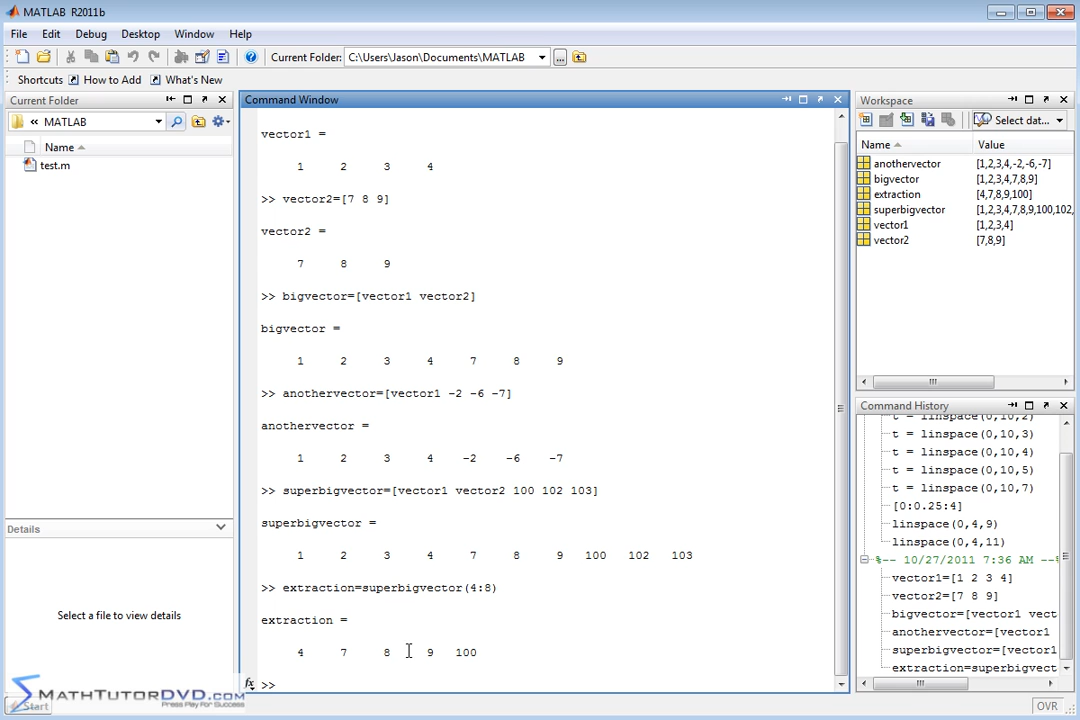 MATLAB R2011b
File Edit Debug Desktop Window Help
Current Folder: C:\Users\Jason\Documents\MATLAB ...
Shortcuts How to Add What's New
Current Folder
« MATLAB
Name
test.m
Details
Select a file to view details
MATHTUTORDVD.COM
Press Play For Success
Start
Command Window
vector1 =
1 2 3 4
>> vector2=[7 8 9]
vector2 =
7 8 9
>> bigvector=[vector1 vector2]
bigvector =
1 2 3 4 7 8 9
>> anothervector=[vector1 -2 -6 -7]
anothervector =
1 2 3 4 -2 -6 -7
>> superbigvector=[vector1 vector2 100 102 103]
superbigvector =
1 2 3 4 7 8 9 100 102 103
>> extraction=superbigvector(4:8)
extraction =
4 7 8 9 100
fx >>
Workspace
Select dat...
Name Value
anothervector [1,2,3,4,-2,-6,-7]
bigvector [1,2,3,4,7,8,9]
extraction [4,7,8,9,100]
superbigvector [1,2,3,4,7,8,9,100,102,
vector1 [1,2,3,4]
vector2 [7,8,9]
Command History
t = linspace(0,10,2)
t = linspace(0,10,3)
t = linspace(0,10,4)
t = linspace(0,10,5)
t = linspace(0,10,7)
[0:0.25:4]
linspace(0,4,9)
linspace(0,4,11)
%-- 10/27/2011 7:36 AM --%
vector1=[1 2 3 4]
vector2=[7 8 9]
bigvector=[vector1 vect
anothervector=[vector1
superbigvector=[vector1
extraction=superbigvect
OVR